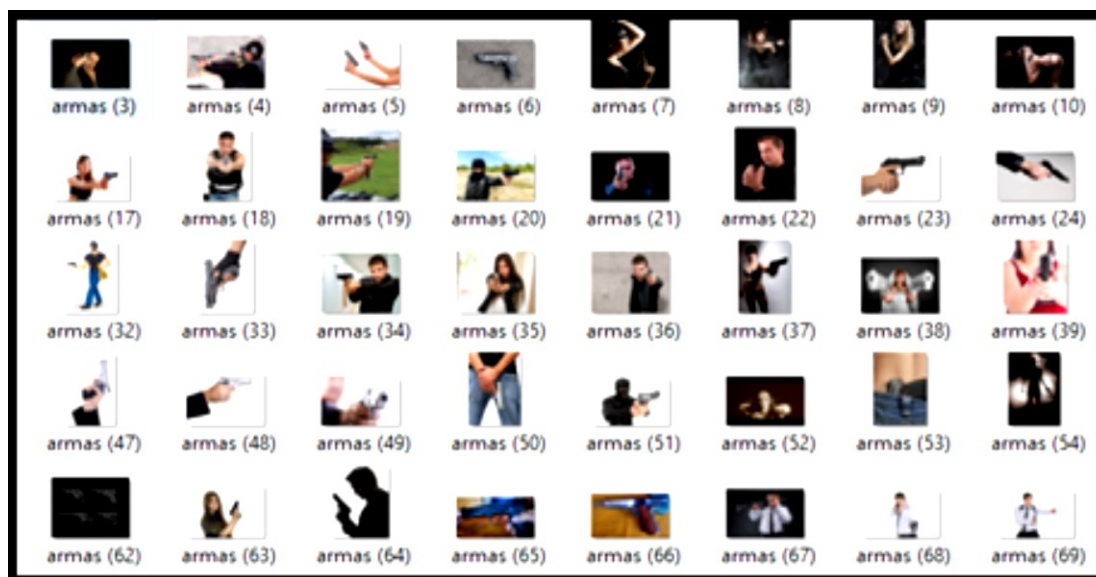 armas (3) armas (4) armas (5) armas (6) armas (7) armas (8) armas (9) armas (10)
armas (17) armas (18) armas (19) armas (20) armas (21) armas (22) armas (23) armas (24)
armas (32) armas (33) armas (34) armas (35) armas (36) armas (37) armas (38) armas (39)
armas (47) armas (48) armas (49) armas (50) armas (51) armas (52) armas (53) armas (54)
armas (62) armas (63) armas (64) armas (65) armas (66) armas (67) armas (68) armas (69)